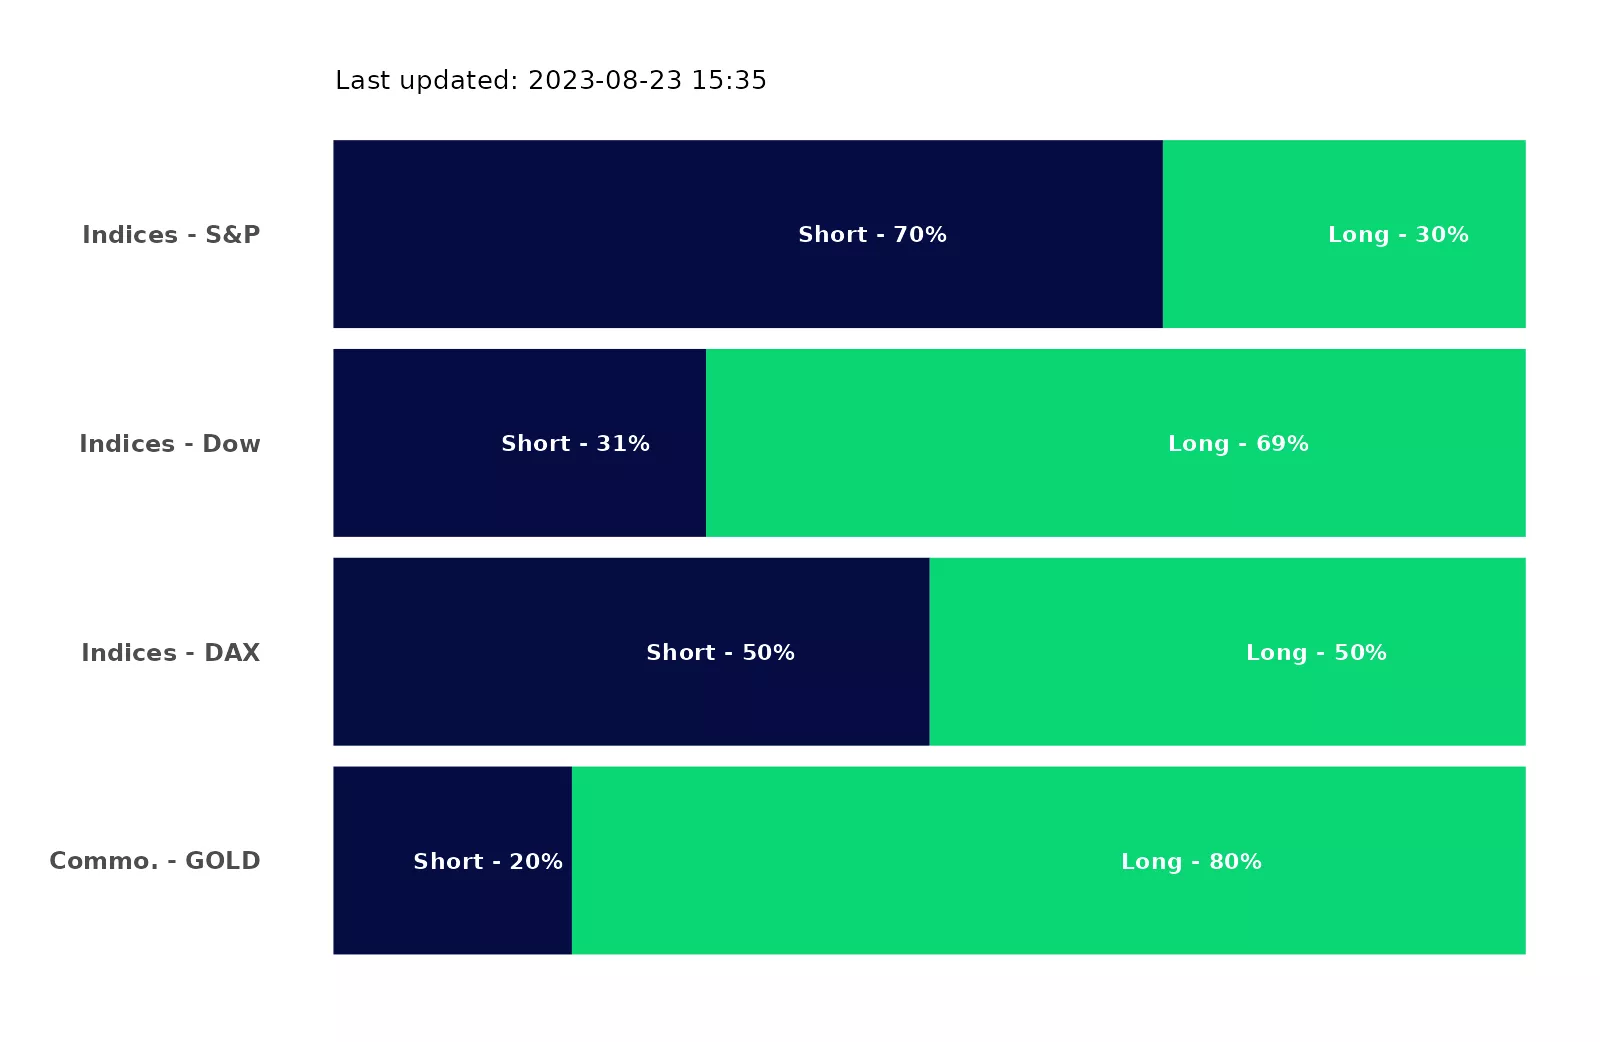 Last updated: 2023-08-23 15:35
Indices - S&P
Short - 70%
Long - 30%
Indices - Dow
Short - 31%
Long - 69%
Indices - DAX
Short - 50%
Long - 50%
Commo. - GOLD
Short - 20%
Long - 80%